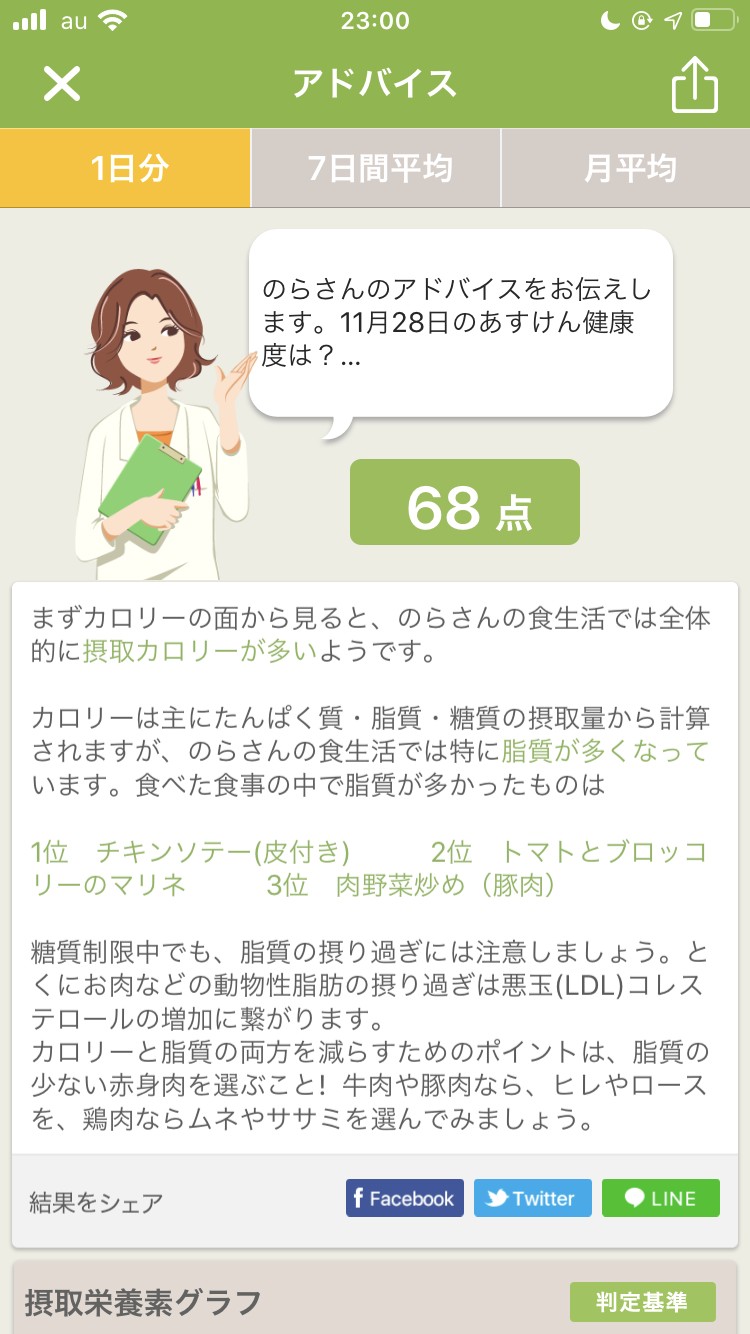 au 23:00
アドバイス
1日分 7日間平均 月平均
のらさんのアドバイスをお伝えし
ます。11月28日のあすけん健康
度は？...
68 点
まずカロリーの面から見ると、のらさんの食生活では全体
的に摂取カロリーが多いようです。
カロリーは主にたんぱく質・脂質・糖質の摂取量から計算
されますが、のらさんの食生活では特に脂質が多くなって
います。食べた食事の中で脂質が多かったものは
1位　チキンソテー(皮付き)　　　2位　トマトとブロッコ
リーのマリネ　　　3位　肉野菜炒め（豚肉）
糖質制限中でも、脂質の摂り過ぎには注意しましょう。と
くにお肉などの動物性脂肪の摂り過ぎは悪玉(LDL)コレス
テロールの増加に繋がります。
カロリーと脂質の両方を減らすためのポイントは、脂質の
少ない赤身肉を選ぶこと! 牛肉や豚肉なら、ヒレやロース
を、鶏肉ならムネやササミを選んでみましょう。
結果をシェア Facebook Twitter LINE
摂取栄養素グラフ 判定基準